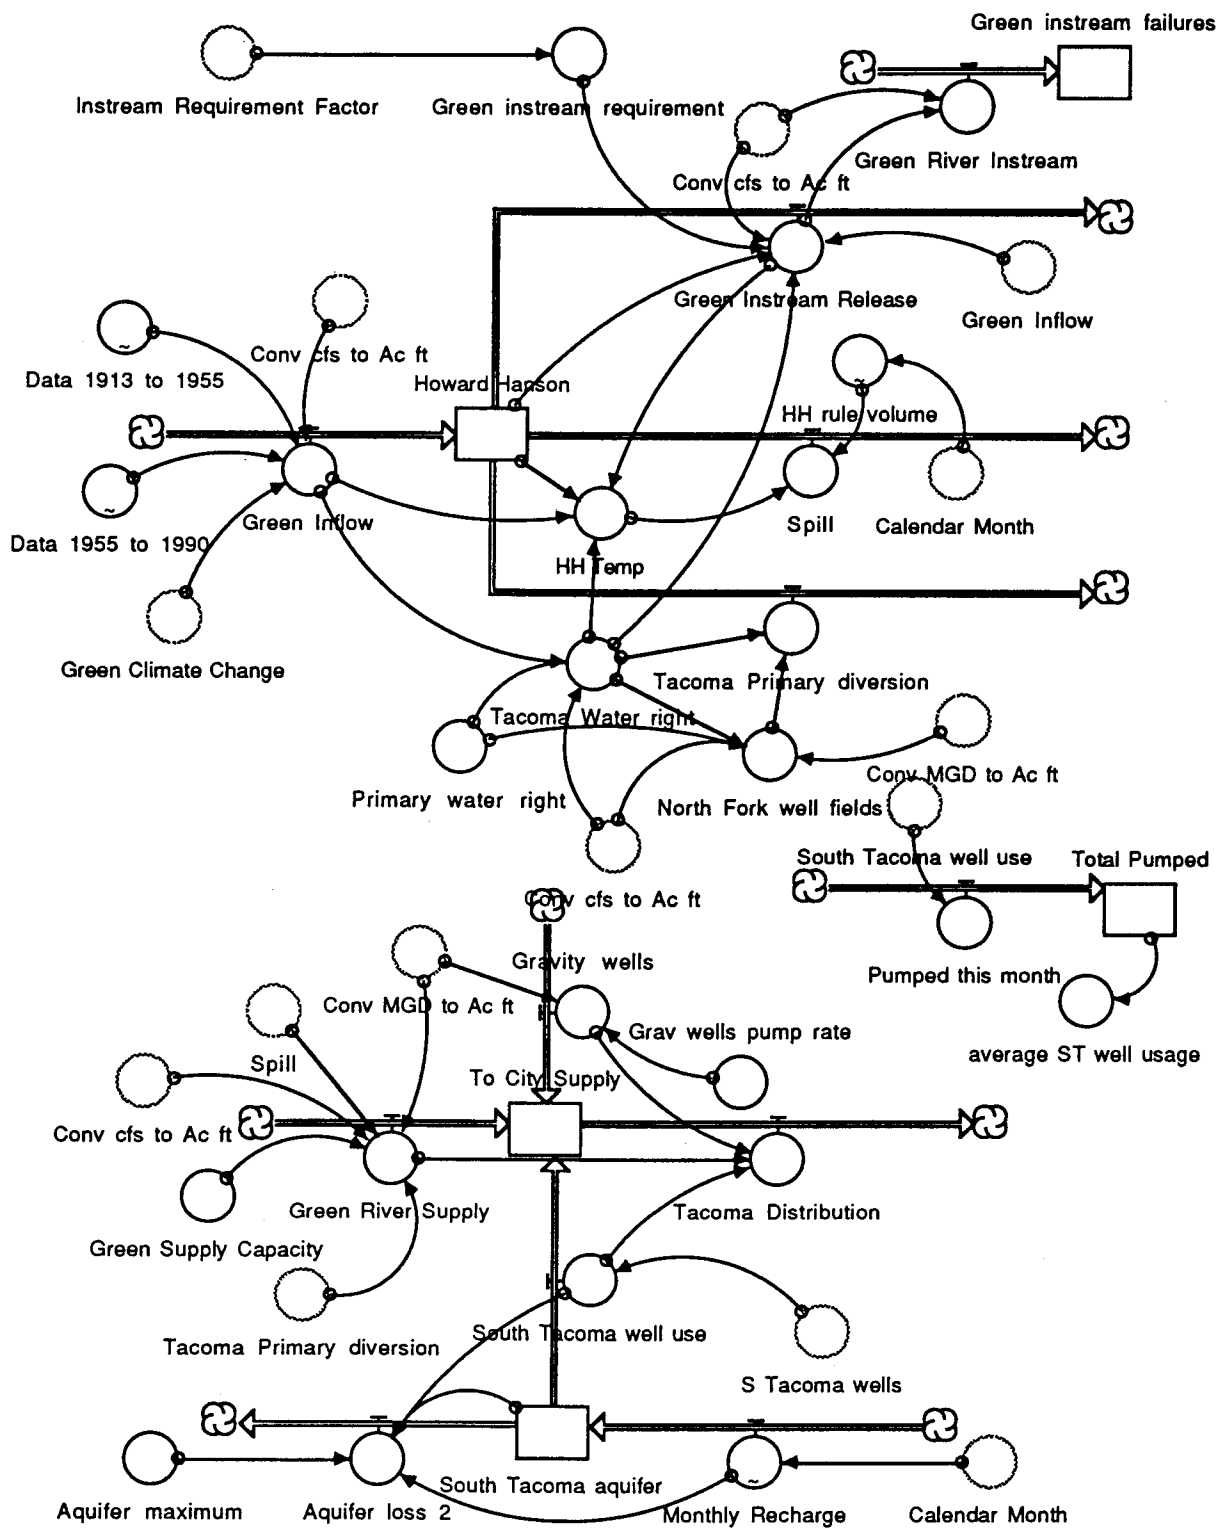 Green instream failures
Instream Requirement Factor
Green instream requirement
Green River Instream
Conv cfs to Ac ft
Green Instream Release
Green Inflow
Conv cfs to Ac ft
Data 1913 to 1955
Howard Hanson
HH rule volume
Green Inflow
Spill
Calendar Month
Data 1955 to 1990
HH Temp
Green Climate Change
Tacoma Primary diversion
Tacoma Water right
Conv MGD to Ac ft
Primary water right
North Fork well fields
South Tacoma well use
Total Pumped
Conv cfs to Ac ft
Gravity wells
Pumped this month
Conv MGD to Ac ft
Grav wells pump rate
average ST well usage
Spill
To City Supply
Conv cfs to Ac ft
Green River Supply
Tacoma Distribution
Green Supply Capacity
South Tacoma well use
Tacoma Primary diversion
S Tacoma wells
South Tacoma aquifer
Aquifer maximum
Aquifer loss 2
Monthly Recharge
Calendar Month